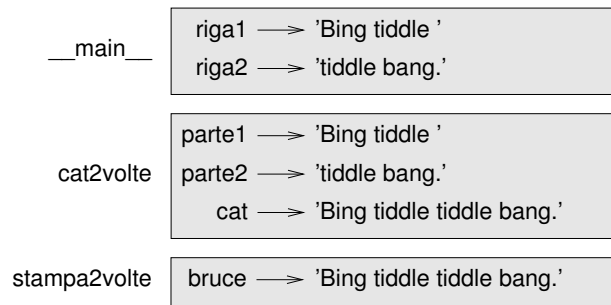 __main__
riga1 ’Bing tiddle ’
riga2 ’tiddle bang.’
cat2volte
parte1 ’Bing tiddle ’
parte2 ’tiddle bang.’
cat ’Bing tiddle tiddle bang.’
stampa2volte
bruce ’Bing tiddle tiddle bang.’